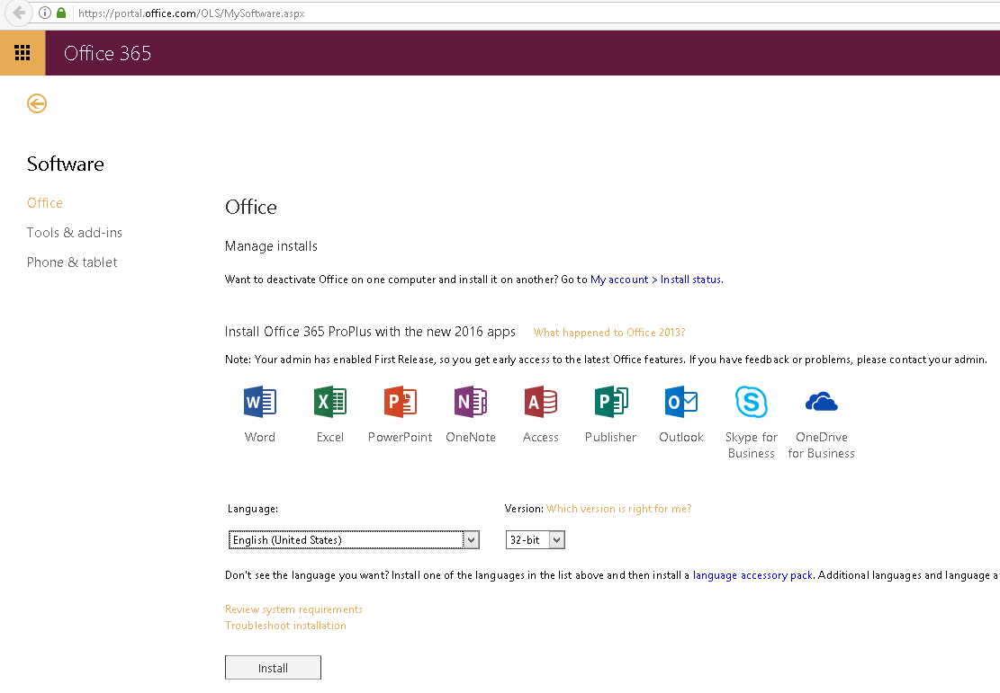 https://portal.office.com/OLS/MySoftware.aspx
Office 365
Software
Office
Tools & add-ins
Phone & tablet
Office
Manage installs
Want to deactivate Office on one computer and install it on another? Go to My account > Install status.
Install Office 365 ProPlus with the new 2016 apps What happened to Office 2013?
Note: Your admin has enabled First Release, so you get early access to the latest Office features. If you have feedback or problems, please contact your admin.
W X P N A P O S
Word Excel PowerPoint OneNote Access Publisher Outlook Skype for Business OneDrive for Business
Language: Version: Which version is right for me?
English (United States) 32-bit
Don't see the language you want? Install one of the languages in the list above and then install a language accessory pack. Additional languages and language a
Review system requirements
Troubleshoot installation
Install